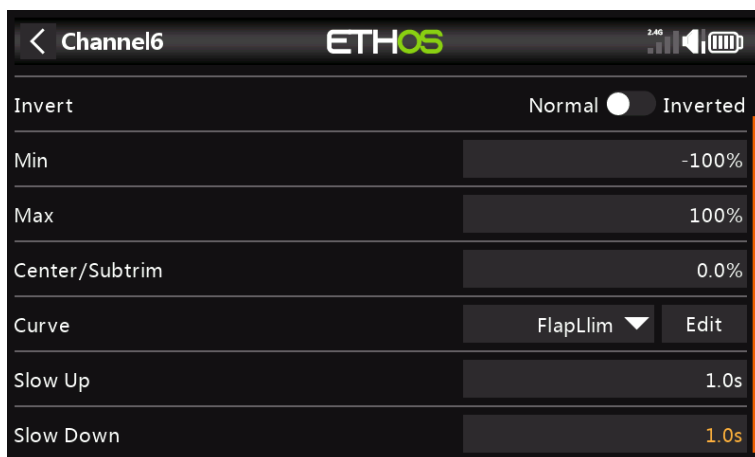 Channel6 ETHOS 2.4G
Invert Normal Inverted
Min -100%
Max 100%
Center/Subtrim 0.0%
Curve FlapLlim Edit
Slow Up 1.0s
Slow Down 1.0s